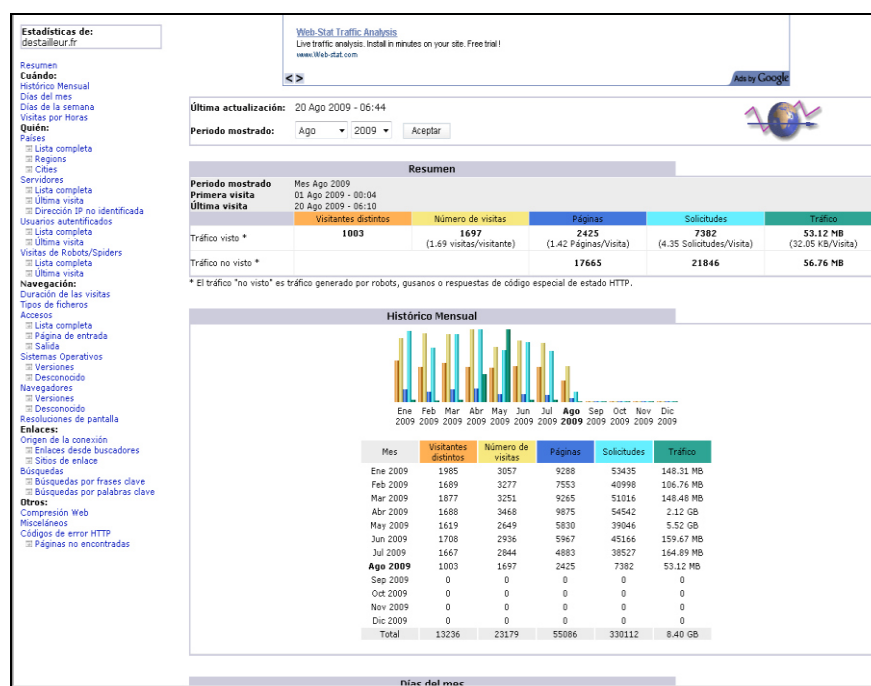 Estadísticas de:
destailleur.fr
Resumen
Cuándo:
Histórico Mensual
Días del mes
Días de la semana
Visitas por Horas
Quién:
Países
Lista completa
Regions
Cities
Servidores
Lista completa
Última visita
Dirección IP no identificada
Usuarios autentificados
Lista completa
Última visita
Visitas de Robots/Spiders
Lista completa
Última visita
Navegación:
Duración de las visitas
Tipos de ficheros
Accesos
Lista completa
Página de entrada
Salida
Sistemas Operativos
Versiones
Desconocido
Navegadores
Versiones
Desconocido
Resoluciones de pantalla
Enlaces:
Origen de la conexión
Enlaces desde buscadores
Sitios de enlace
Búsquedas
Búsquedas por frases clave
Búsquedas por palabras clave
Otros:
Compresión Web
Misceláneos
Códigos de error HTTP
Páginas no encontradas
Web-Stat Traffic Analysis
Live traffic analysis. Install in minutes on your site. Free trial!
www.Web-stat.com
< >
Ads by Google
Última actualización: 20 Ago 2009 - 06:44
Periodo mostrado: Ago 2009 Aceptar
Resumen
Periodo mostrado Mes Ago 2009
Primera visita 01 Ago 2009 - 00:04
Última visita 20 Ago 2009 - 06:10
Visitantes distintos Número de visitas Páginas Solicitudes Tráfico
Tráfico visto * 1003 1697 2425 7382 53.12 MB
(1.69 visitas/visitante) (1.42 Páginas/Visita) (4.35 Solicitudes/Visita) (32.05 KB/Visita)
Tráfico no visto * 17665 21846 56.76 MB
* El tráfico "no visto" es tráfico generado por robots, gusanos o respuestas de código especial de estado HTTP.
Histórico Mensual
Ene Feb Mar Abr May Jun Jul Ago Sep Oct Nov Dic
2009 2009 2009 2009 2009 2009 2009 2009 2009 2009 2009 2009
Mes Visitantes distintos Número de visitas Páginas Solicitudes Tráfico
Ene 2009 1985 3057 9288 53435 148.31 MB
Feb 2009 1689 3277 7553 40998 106.76 MB
Mar 2009 1877 3251 9265 51016 148.48 MB
Abr 2009 1688 3468 9875 54542 2.12 GB
May 2009 1619 2649 5830 39046 5.52 GB
Jun 2009 1708 2936 5967 45166 159.67 MB
Jul 2009 1667 2844 4883 38527 164.89 MB
Ago 2009 1003 1697 2425 7382 53.12 MB
Sep 2009 0 0 0 0 0
Oct 2009 0 0 0 0 0
Nov 2009 0 0 0 0 0
Dic 2009 0 0 0 0 0
Total 13236 23179 55086 330112 8.40 GB
Días del mes